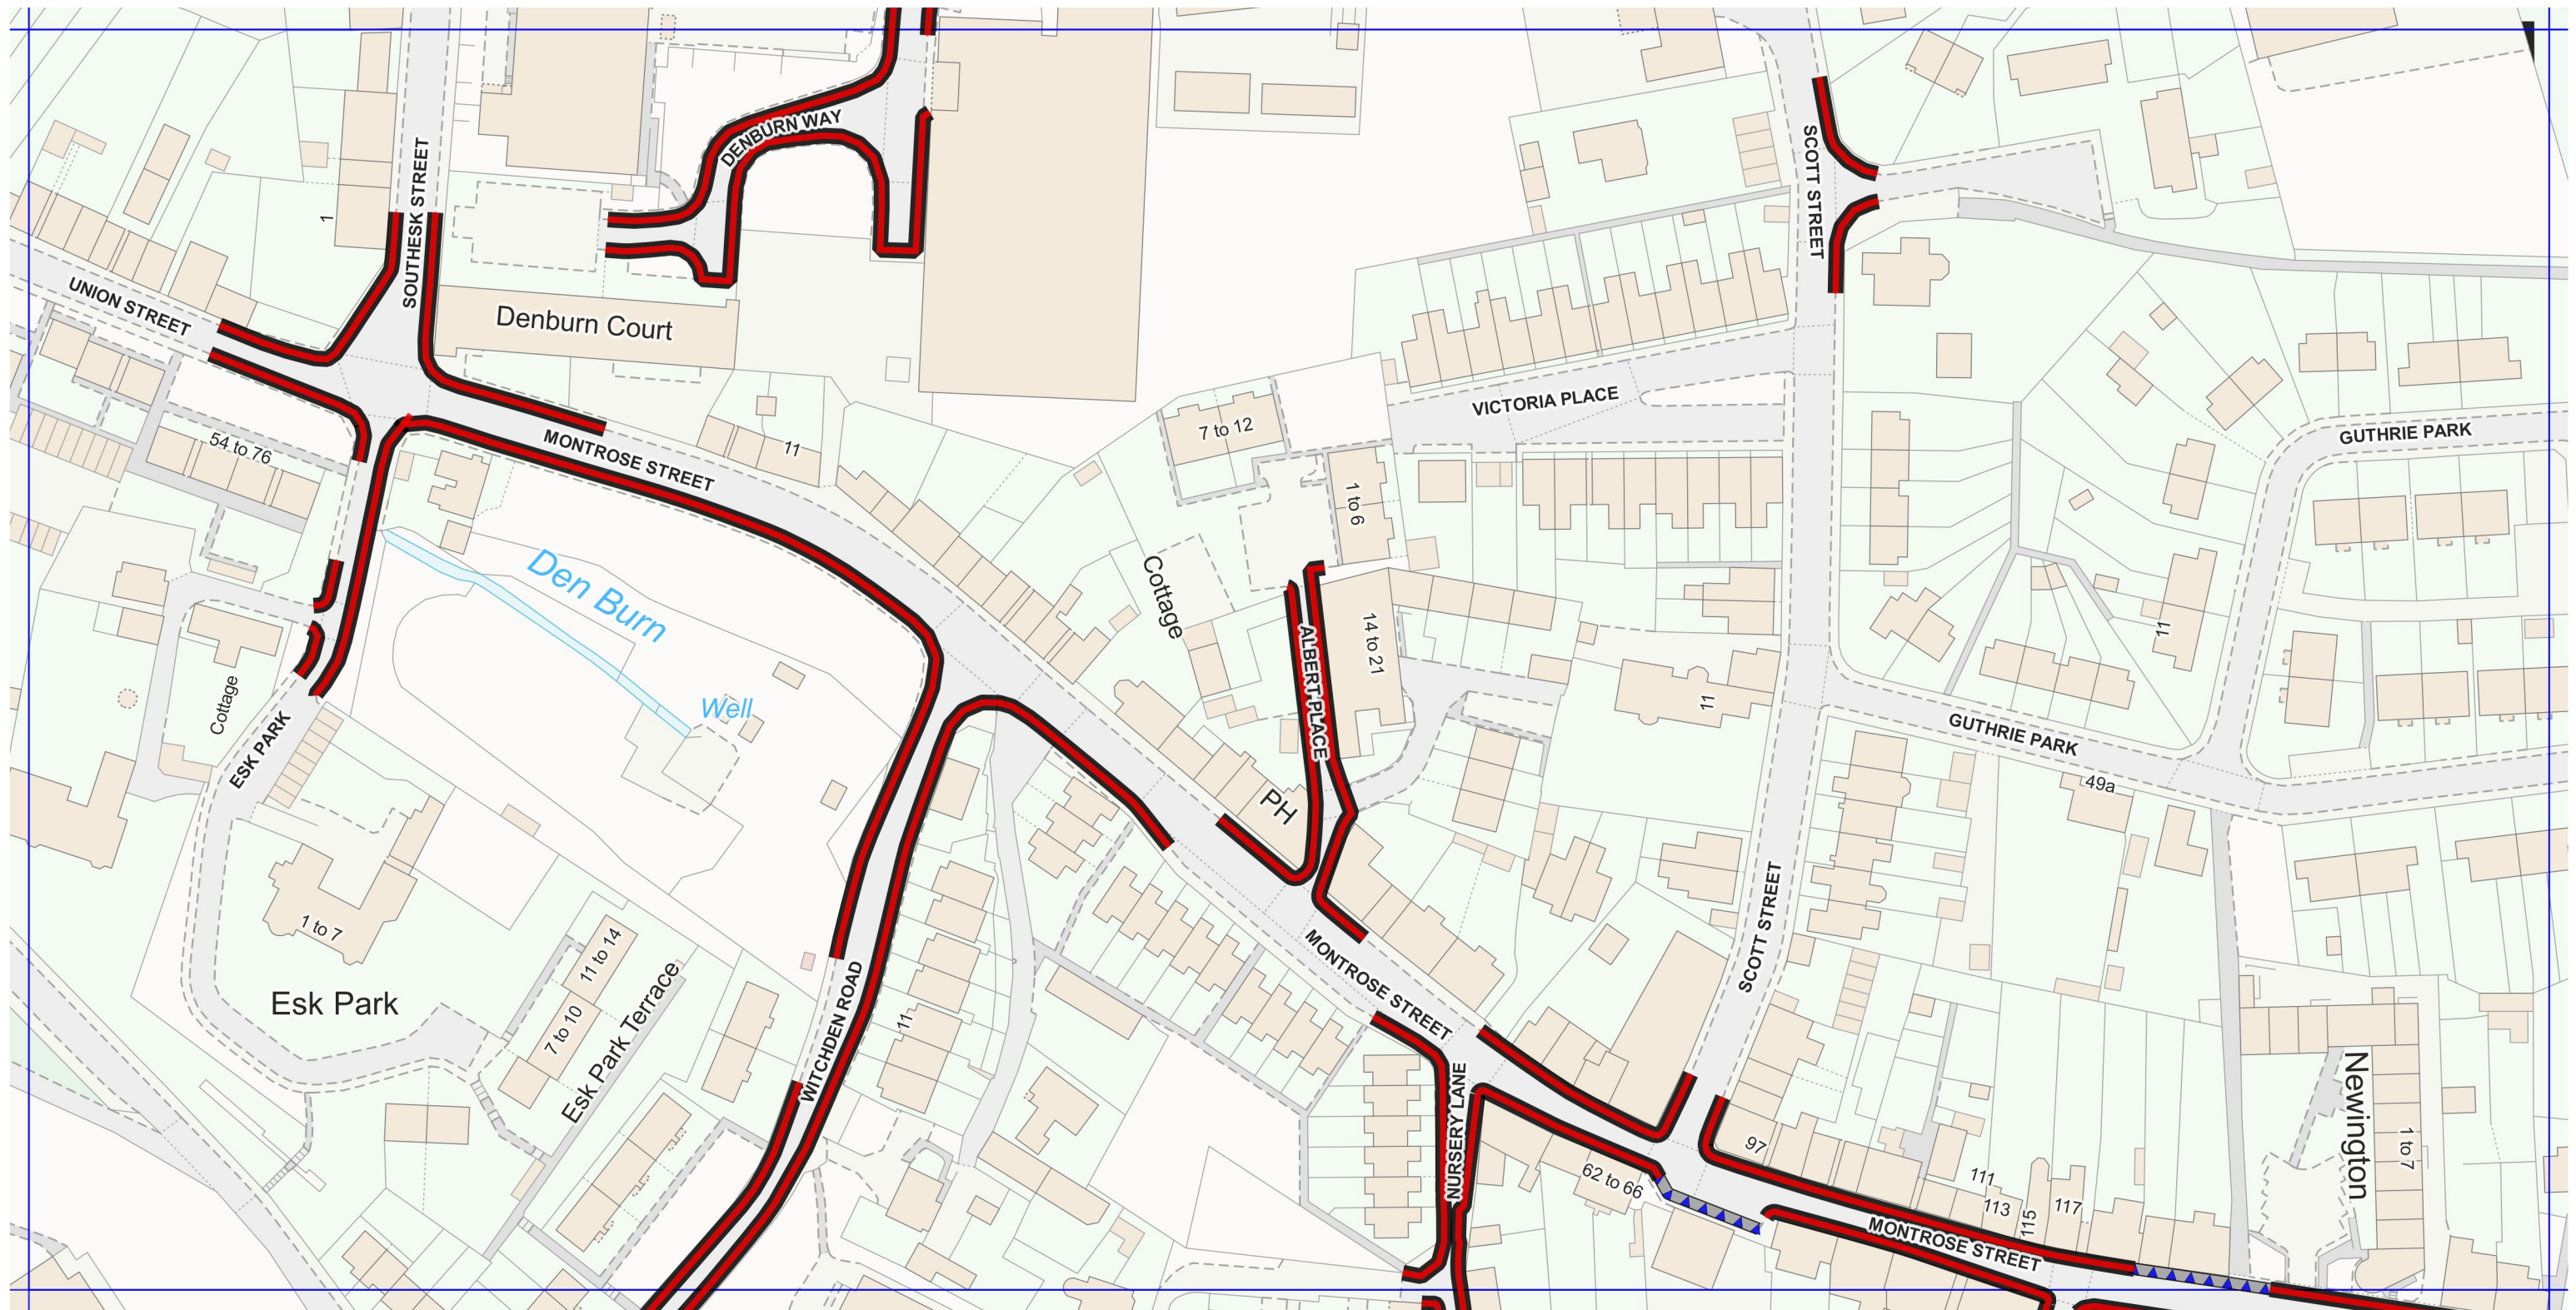 DENBURN WAY
SCOTT STREET
SOUTHESK STREET
1
UNION STREET
Denburn Court
VICTORIA PLACE
7 to 12
GUTHRIE PARK
54 to 76
MONTROSE STREET
11
1 to 6
Den Burn
Cottage
11
14 to 21
ALBERT PLACE
Cottage
Well
11
ESK PARK
GUTHRIE PARK
49a
PH
1 to 7
11 to 14
SCOTT STREET
MONTROSE STREET
Esk Park
7 to 10
Esk Park Terrace
WITCHDEN ROAD
11
NURSERY LANE
Newington
1 to 7
97
62 to 66
111
113
115
117
MONTROSE STREET